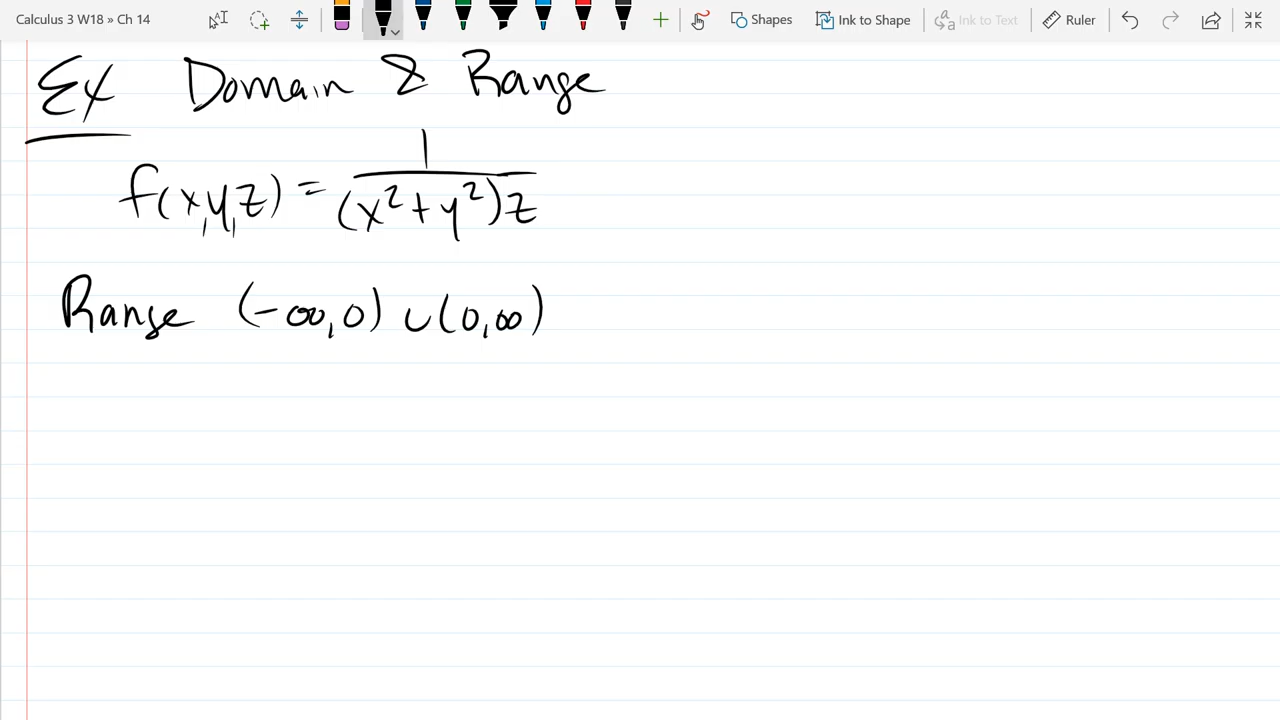 Calculus 3 W18 » Ch 14
Shapes
Ink to Shape
Ink to Text
Ruler
Ex Domain & Range
f(x,y,z) = 1/((x²+y²)z)
Range (-∞,0) ∪ (0,∞)